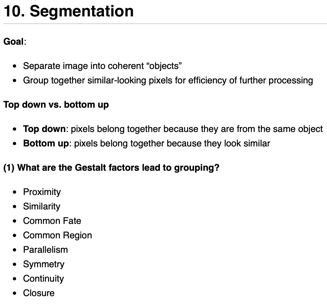 10. Segmentation
Goal:
• Separate image into coherent “objects”
• Group together similar-looking pixels for efficiency of further processing
Top down vs. bottom up
• Top down: pixels belong together because they are from the same object
• Bottom up: pixels belong together because they look similar
(1) What are the Gestalt factors lead to grouping?
• Proximity
• Similarity
• Common Fate
• Common Region
• Parallelism
• Symmetry
• Continuity
• Closure